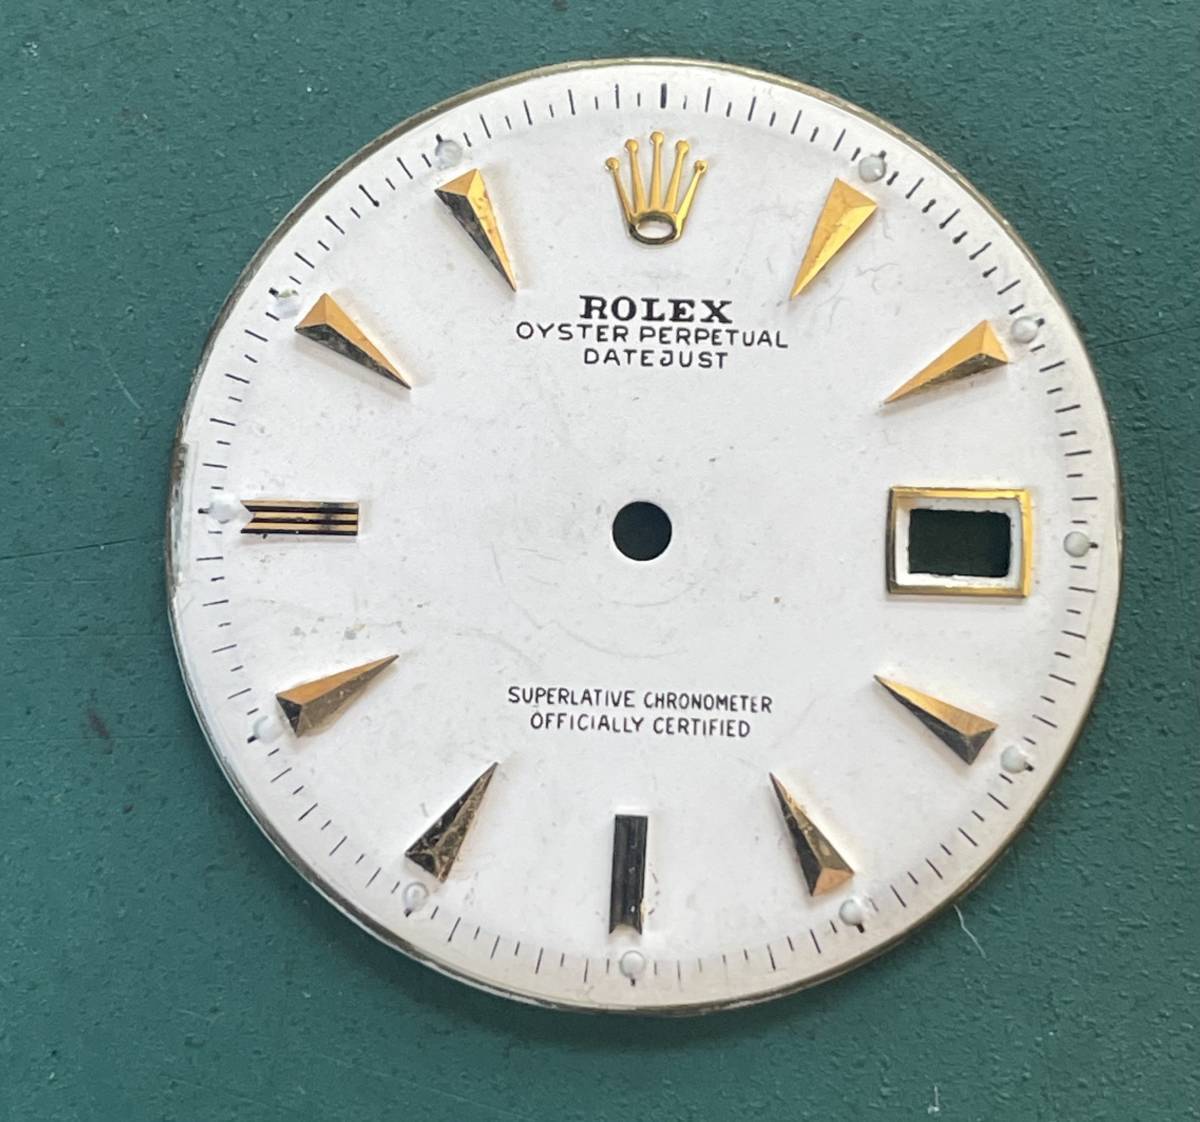 ROLEX
OYSTER PERPETUAL
DATEJUST
SUPERLATIVE CHRONOMETER
OFFICIALLY CERTIFIED